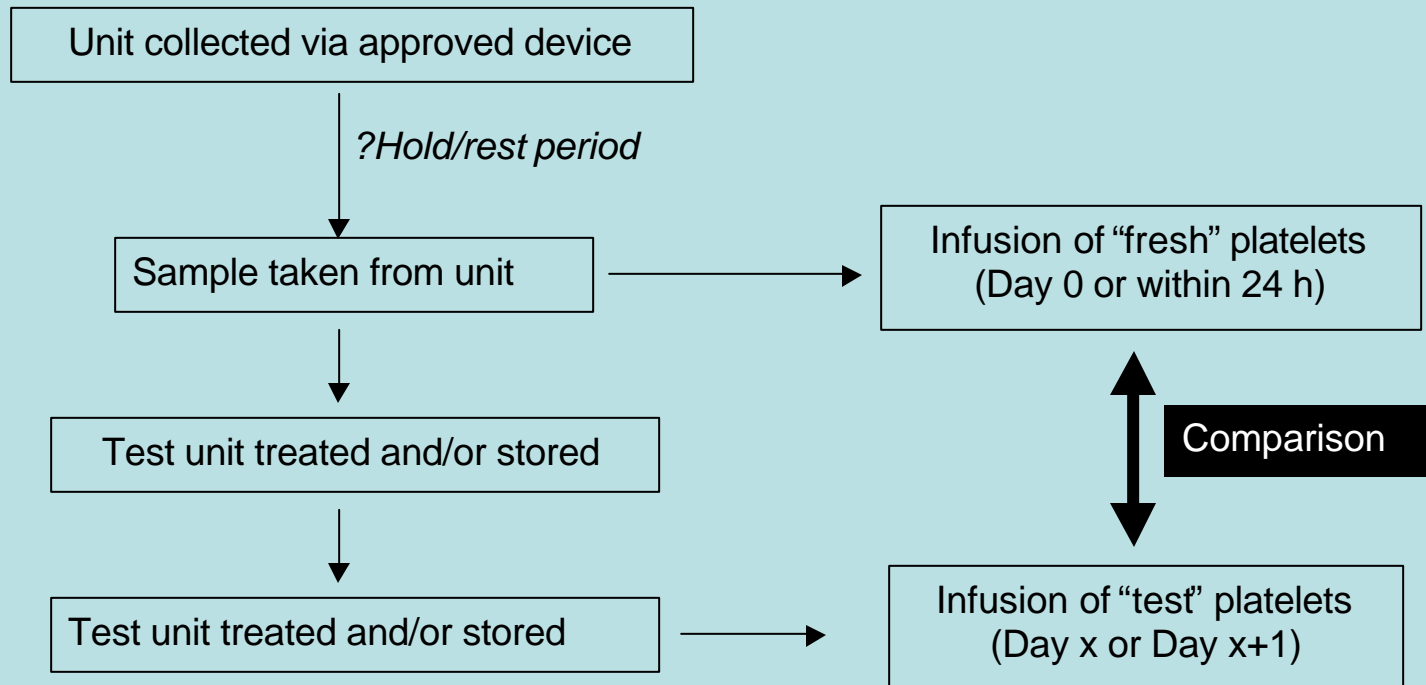 Unit collected via approved device
?Hold/rest period
Sample taken from unit
Infusion of “fresh” platelets
(Day 0 or within 24 h)
Test unit treated and/or stored
Comparison
Test unit treated and/or stored
Infusion of “test” platelets
(Day x or Day x+1)